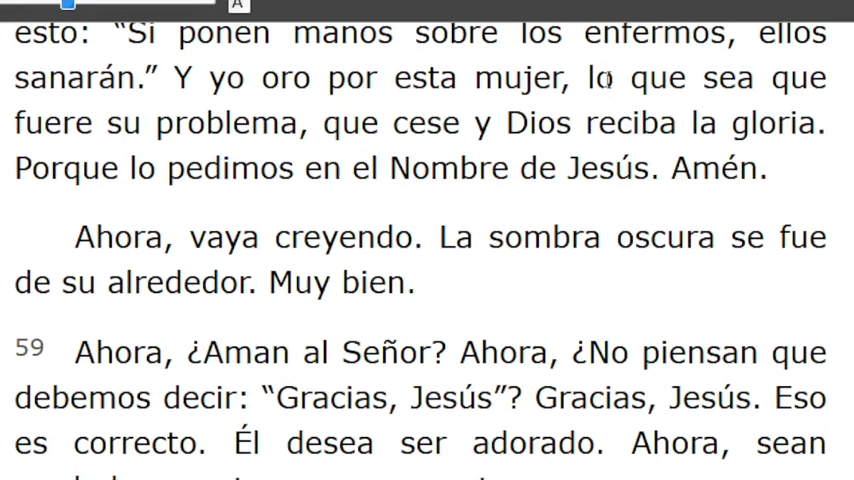 A
esto: “Si ponen manos sobre los enfermos, ellos
sanarán.” Y yo oro por esta mujer, lo que sea que
fuere su problema, que cese y Dios reciba la gloria.
Porque lo pedimos en el Nombre de Jesús. Amén.
Ahora, vaya creyendo. La sombra oscura se fue
de su alrededor. Muy bien.
59 Ahora, ¿Aman al Señor? Ahora, ¿No piensan que
debemos decir: “Gracias, Jesús”? Gracias, Jesús. Eso
es correcto. Él desea ser adorado. Ahora, sean